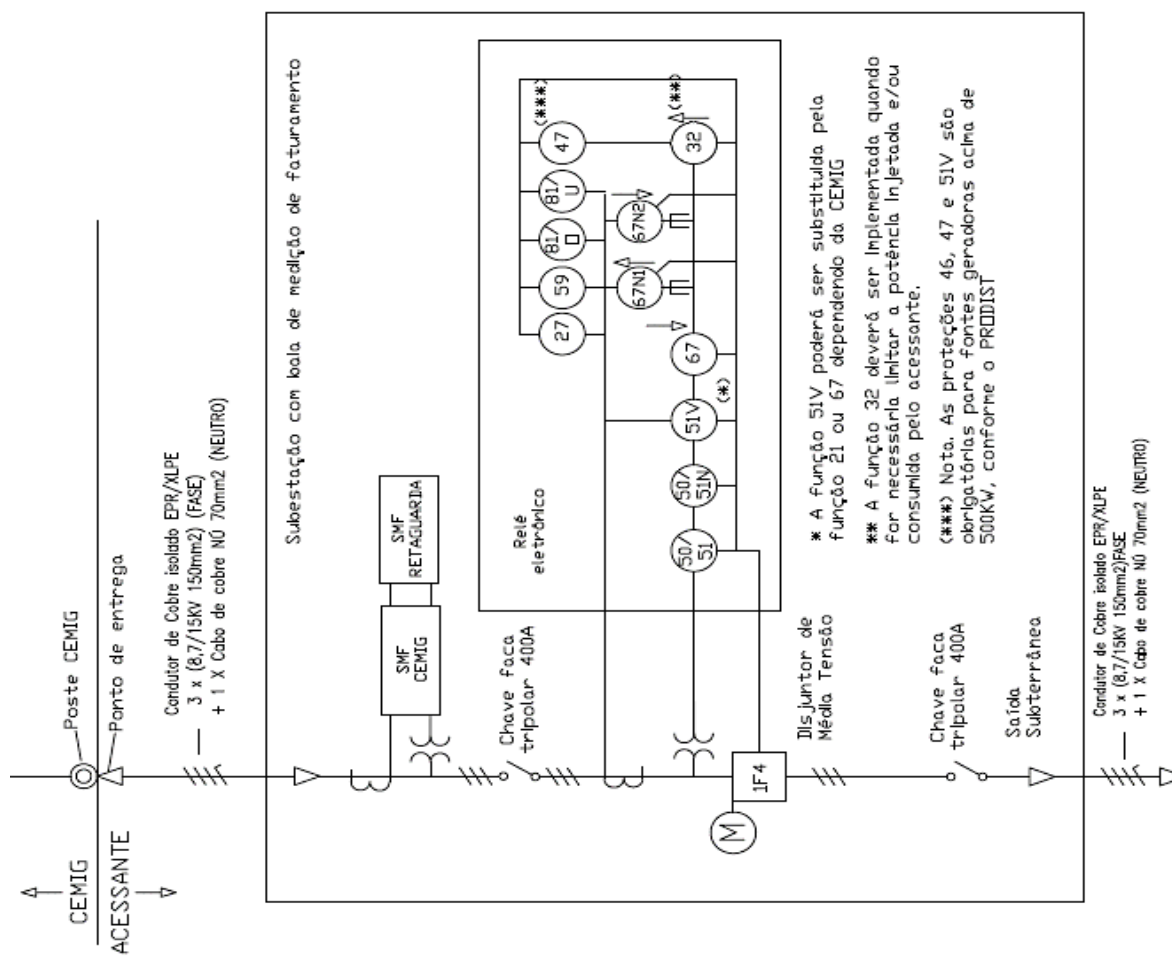 CEMIG
ACESSANTE
Poste CEMIG
Ponto de entrega
Condutor de Cobre isolado EPR/XLPE
3 x (8,7/15KV 150mm2) (FASE)
+ 1 X Cabo de cobre NÚ 70mm2 (NEUTRO)
Subestação com baia de medição de faturamento
SMF
CEMIG
SMF
RETAGUARDA
Chave faca
tripolar 400A
Relé
eletrônico
27
59
81/
O
81/
U
47
(***)
67N1
67N2
50/
51
50/
51N
51V
(*)
67
32
(**)
M
1F4
Disjuntor de
Média Tensão
* A função 51V poderá ser substituida pela
função 21 ou 67 dependendo da CEMIG
** A função 32 deverá ser implementada quando
for necessária limitar a potência injetada e/ou
consumida pelo acessante.
(***) Nota. As proteções 46, 47 e 51V são
obrigatórias para fontes geradoras acima de
500KW, conforme o PRODIST
Chave faca
tripolar 400A
Saída
Subterrânea
Condutor de Cobre isolado EPR/XLPE
3 x (8,7/15KV 150mm2)FASE
+ 1 X Cabo de cobre NÚ 70mm2 (NEUTRO)